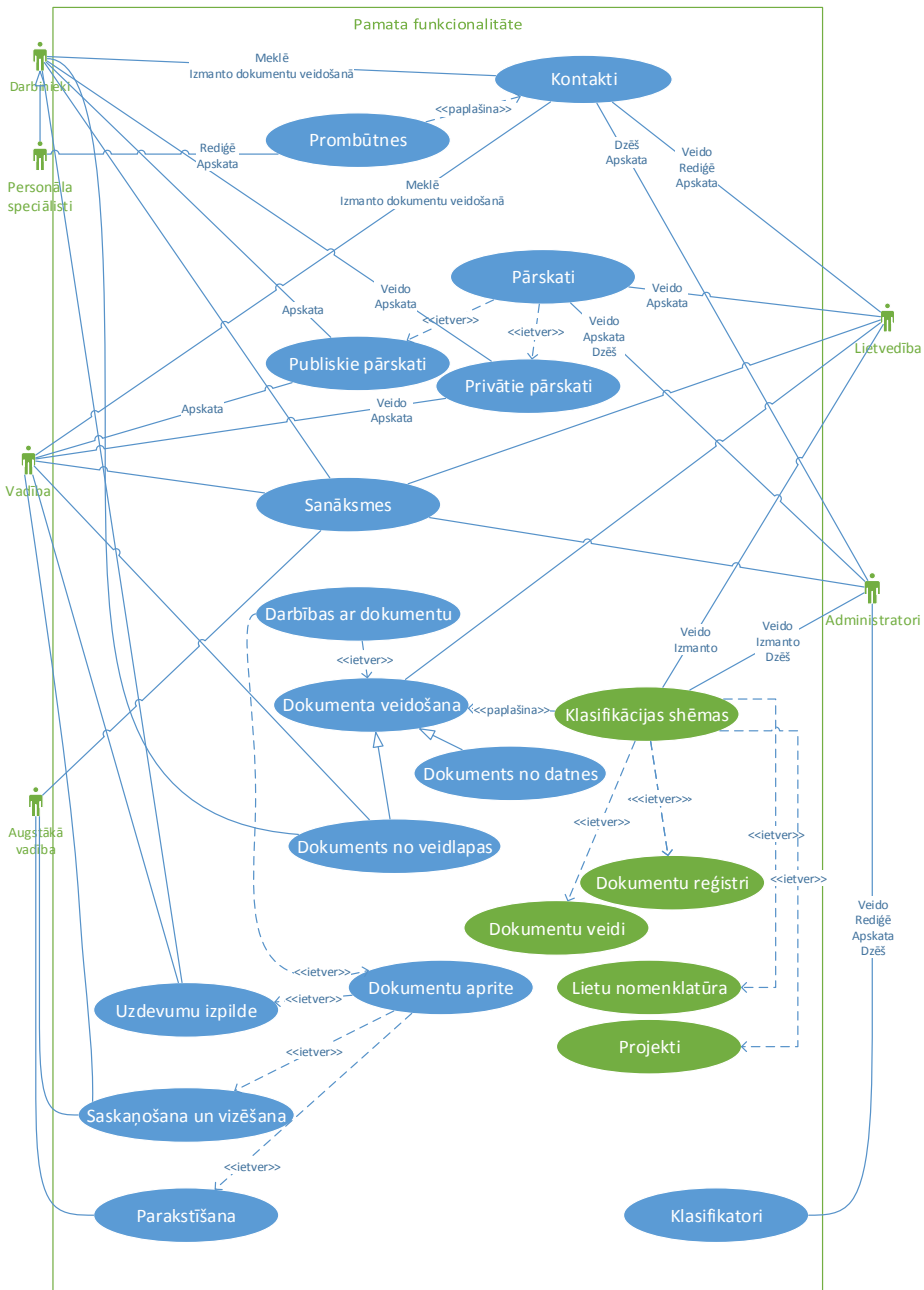 Pamata funkcionalitāte
Darbinieki
Meklē
Izmanto dokumentu veidošanā
Kontakti
<<paplašina>>
Prombūtnes
Rediģē
Apskata
Dzēš
Apskata
Veido
Rediģē
Apskata
Personāla
speciālisti
Meklē
Izmanto dokumentu veidošanā
Pārskati
Veido
Apskata
Veido
Apskata
Apskata
<<ietver>>
<<ietver>>
Veido
Apskata
Dzēš
Lietvedība
Publiskie pārskati
Privātie pārskati
Apskata
Veido
Apskata
Vadība
Sanāksmes
Darbības ar dokumentu
Administratori
Veido
Izmanto
Veido
Izmanto
Dzēš
<<ietver>>
Dokumenta veidošana
<<paplašina>>
Klasifikācijas shēmas
Dokuments no datnes
<<ietver>>>
<<ietver>>
<<ietver>>
<<ietver>>
Augstākā
vadība
Dokuments no veidlapas
Dokumentu reģistri
Dokumentu veidi
Veido
Rediģē
Apskata
Dzēš
<<ietver>>
<<ietver>>
Dokumentu aprite
Lietu nomenklatūra
Uzdevumu izpilde
Projekti
<<ietver>>
Saskaņošana un vizēšana
<<ietver>>
Parakstīšana
Klasifikatori